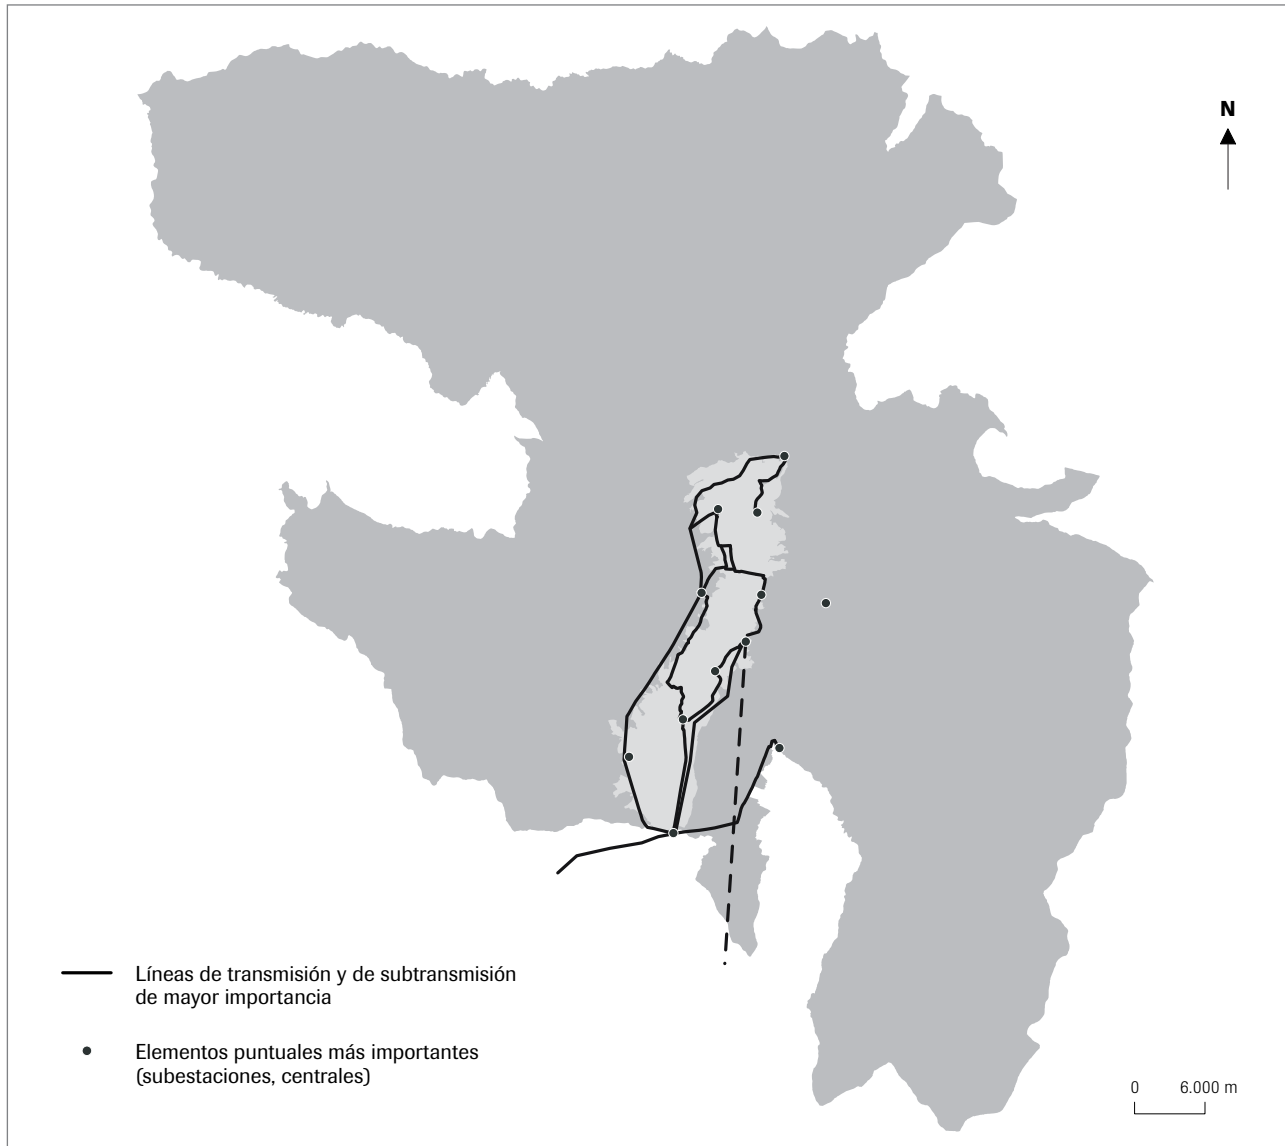 N
Líneas de transmisión y de subtransmisión
de mayor importancia
Elementos puntuales más importantes
(subestaciones, centrales)
0 6.000 m